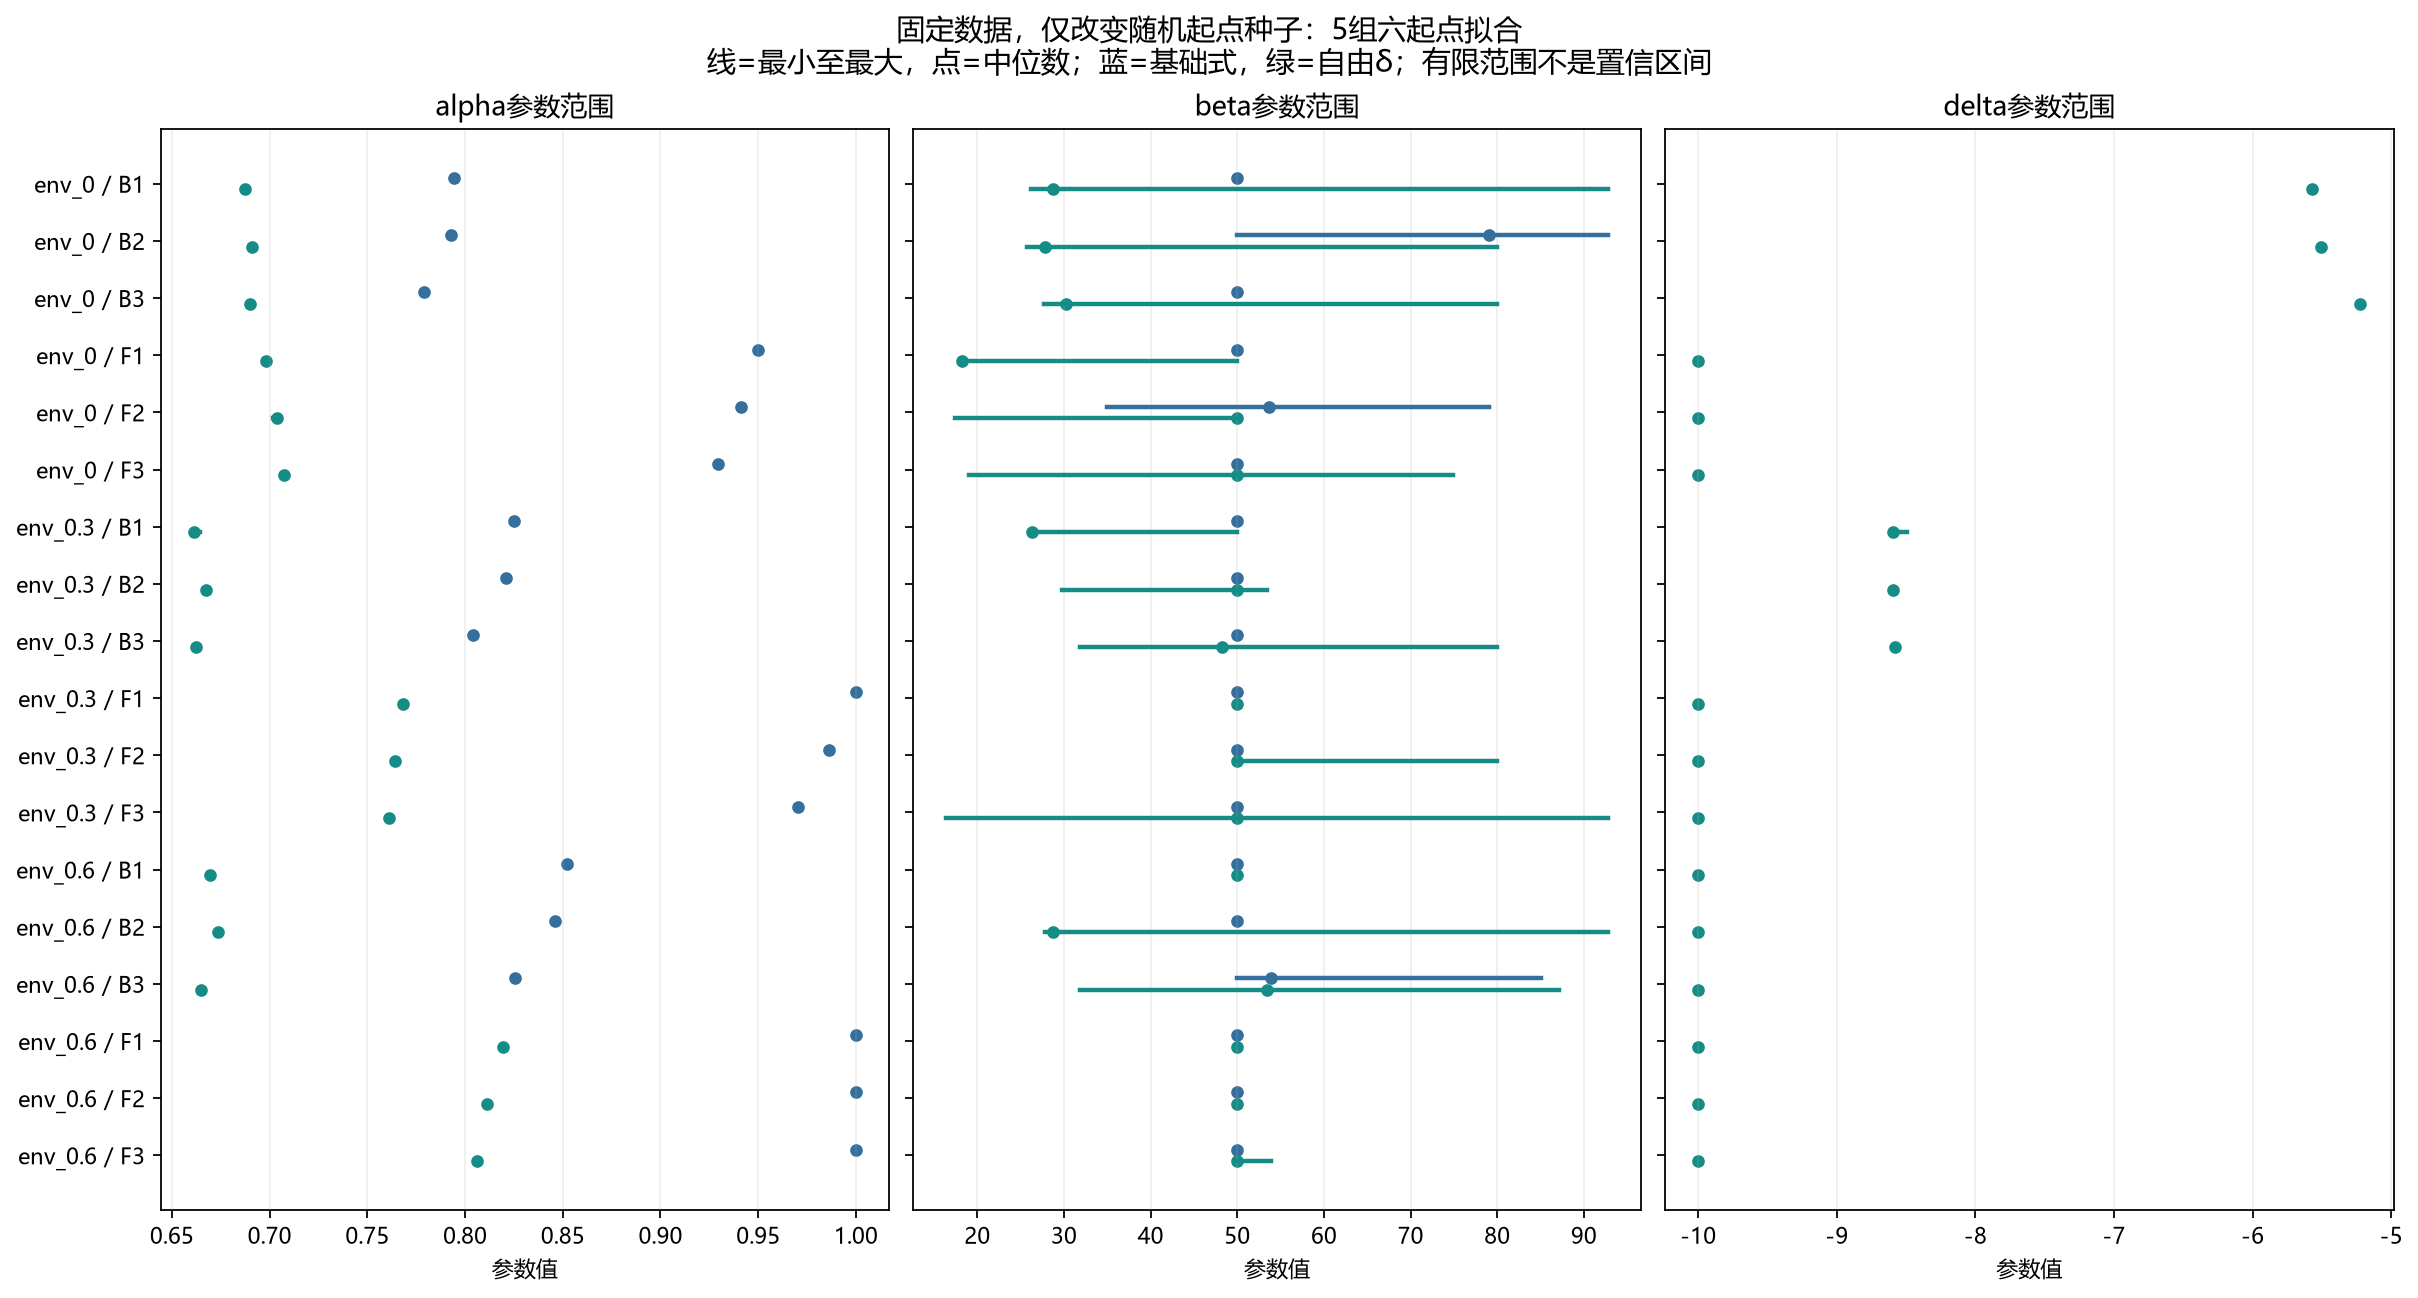 固定数据，仅改变随机起点种子：5组六起点拟合
线=最小至最大，点=中位数；蓝=基础式，绿=自由δ；有限范围不是置信区间
alpha参数范围
beta参数范围
delta参数范围
env_0 / B1
env_0 / B2
env_0 / B3
env_0 / F1
env_0 / F2
env_0 / F3
env_0.3 / B1
env_0.3 / B2
env_0.3 / B3
env_0.3 / F1
env_0.3 / F2
env_0.3 / F3
env_0.6 / B1
env_0.6 / B2
env_0.6 / B3
env_0.6 / F1
env_0.6 / F2
env_0.6 / F3
0.65 0.70 0.75 0.80 0.85 0.90 0.95 1.00
20 30 40 50 60 70 80 90
-10 -9 -8 -7 -6 -5
参数值
参数值
参数值